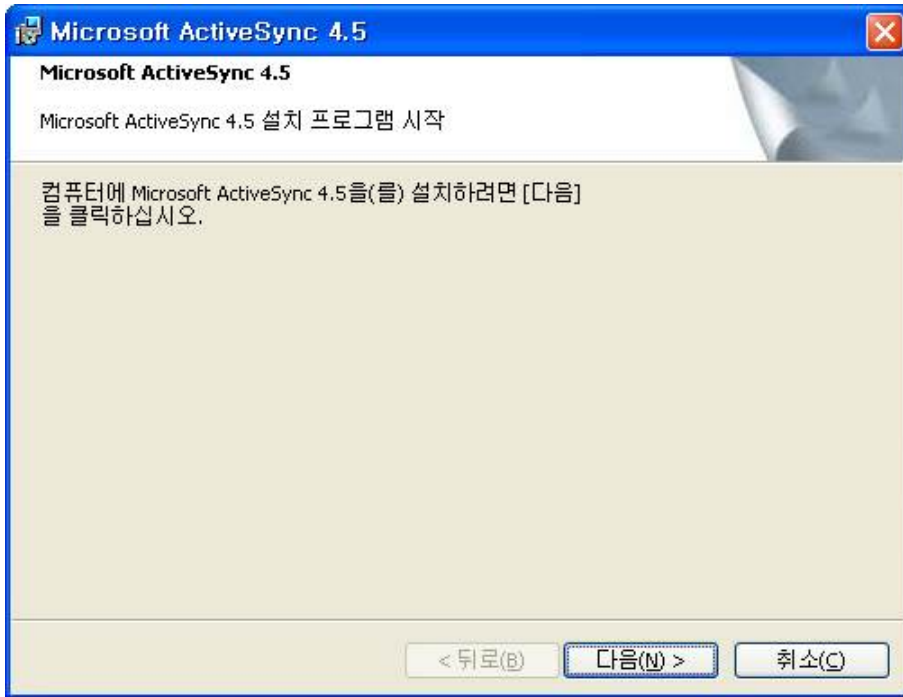 Microsoft ActiveSync 4.5
Microsoft ActiveSync 4.5
Microsoft ActiveSync 4.5 설치 프로그램 시작
컴퓨터에 Microsoft ActiveSync 4.5을(를) 설치하려면 [다음]
을 클릭하십시오.
< 뒤로(B) 다음(N) > 취소(C)